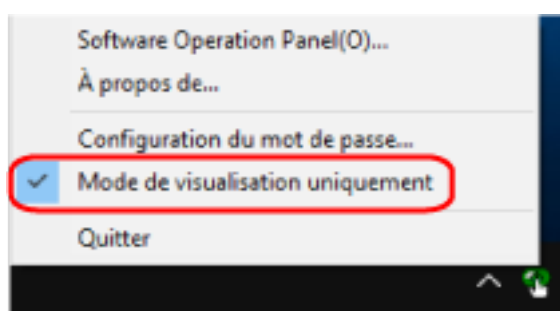 Software Operation Panel(O)...
À propos de...
Configuration du mot de passe...
Mode de visualisation uniquement
Quitter